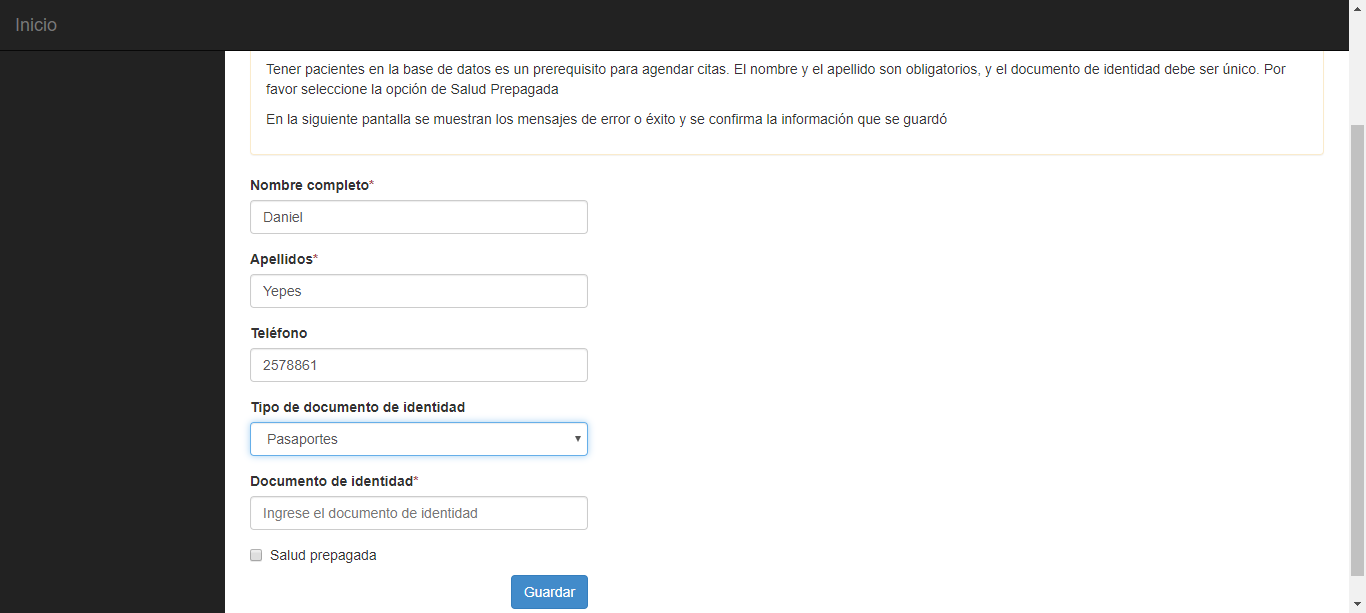 Inicio
Tener pacientes en la base de datos es un prerequisito para agendar citas. El nombre y el apellido son obligatorios, y el documento de identidad debe ser único. Por
favor seleccione la opción de Salud Prepagada
En la siguiente pantalla se muestran los mensajes de error o éxito y se confirma la información que se guardó
Nombre completo*
Daniel
Apellidos*
Yepes
Teléfono
2578861
Tipo de documento de identidad
Pasaportes
Documento de identidad*
Ingrese el documento de identidad
Salud prepagada
Guardar